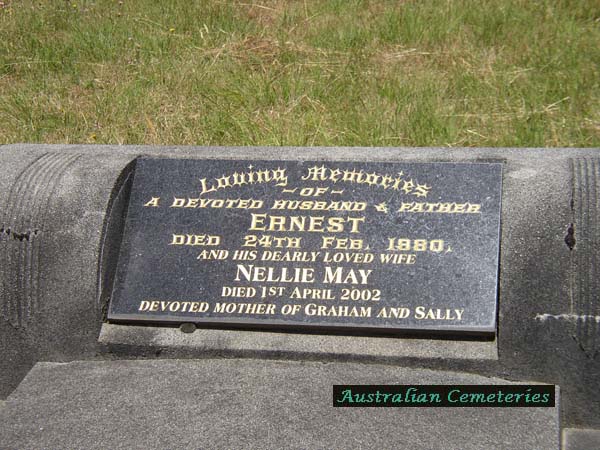 Loving Memories
~ OF ~
A DEVOTED HUSBAND & FATHER
ERNEST
DIED 24TH FEB. 1980.
AND HIS DEARLY LOVED WIFE
NELLIE MAY
DIED 1ST APRIL 2002
DEVOTED MOTHER OF GRAHAM AND SALLY
Australian Cemeteries